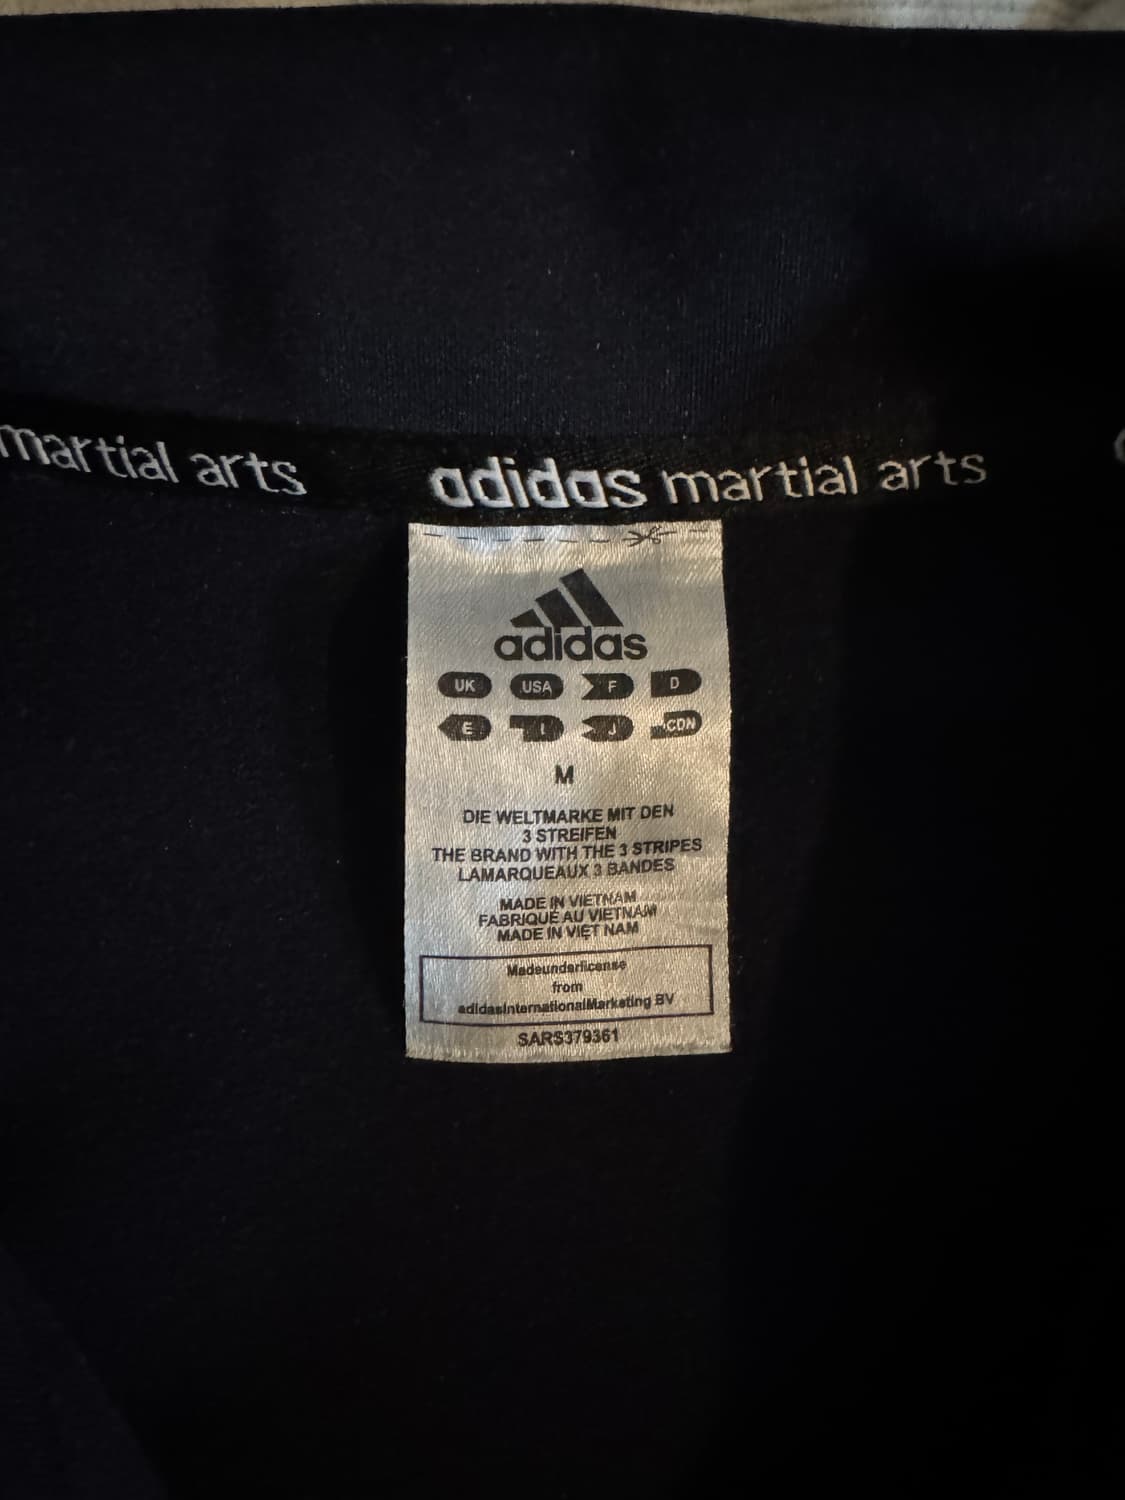 martial arts adidas martial arts
adidas
UK USA F D
E I J CDN
M
DIE WELTMARKE MIT DEN
3 STREIFEN
THE BRAND WITH THE 3 STRIPES
LAMARQUEAUX 3 BANDES
MADE IN VIETNAM
FABRIQUÉ AU VIETNAM
MADE IN VIỆT NAM
Madeunderlicense
from
adidasInternationalMarketing BV
SARS379361